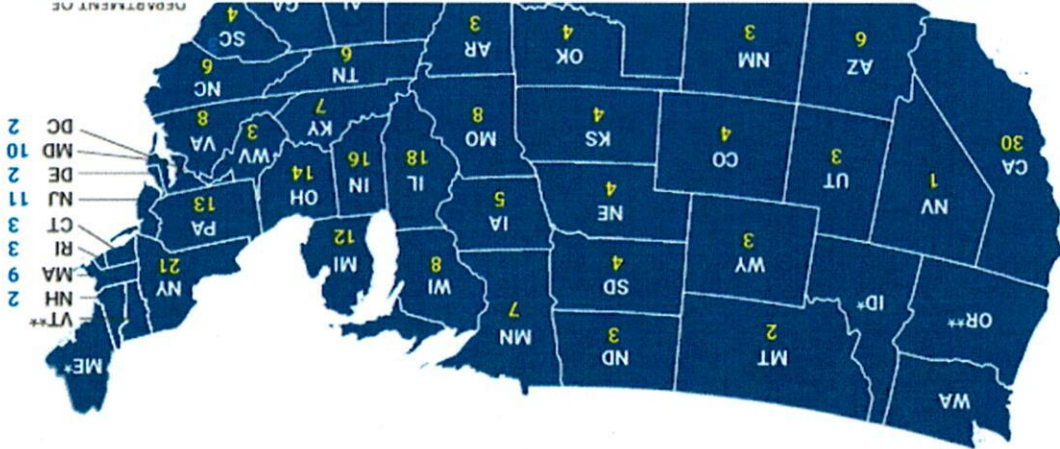 WA
ME*
MT
2
ND
3
MN
7
OR**
ID*
VT**
NH 2
MA 9
RI 3
CT 3
NJ 11
DE 2
MD 10
DC 2
SD
4
WI
8
MI
12
NY
21
WY
3
NE
4
IA
5
PA
13
NV
1
UT
3
CO
4
KS
4
MO
8
IL
18
IN
16
OH
14
WV
3
VA
8
CA
30
KY
7
NC
6
TN
6
AZ
6
NM
3
OK
4
AR
3
SC
4
AL
GA
DEPARTMENT OF